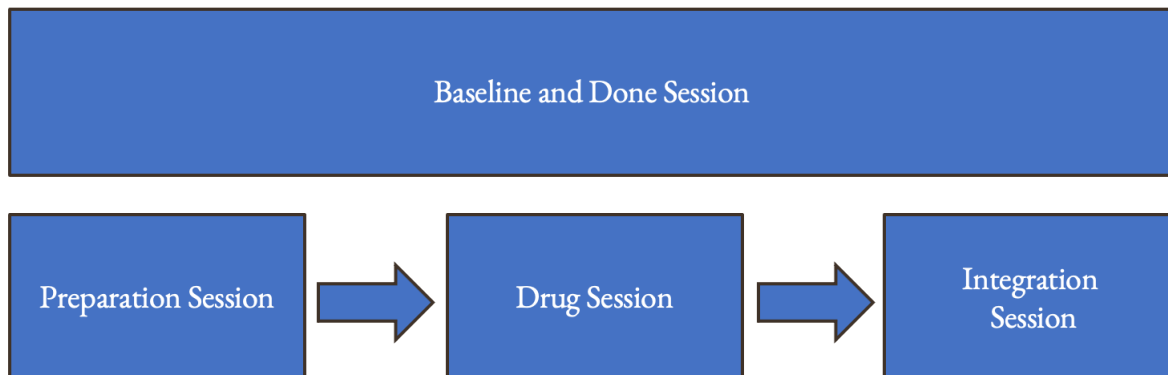 Baseline and Done Session
Preparation Session
Drug Session
Integration
Session